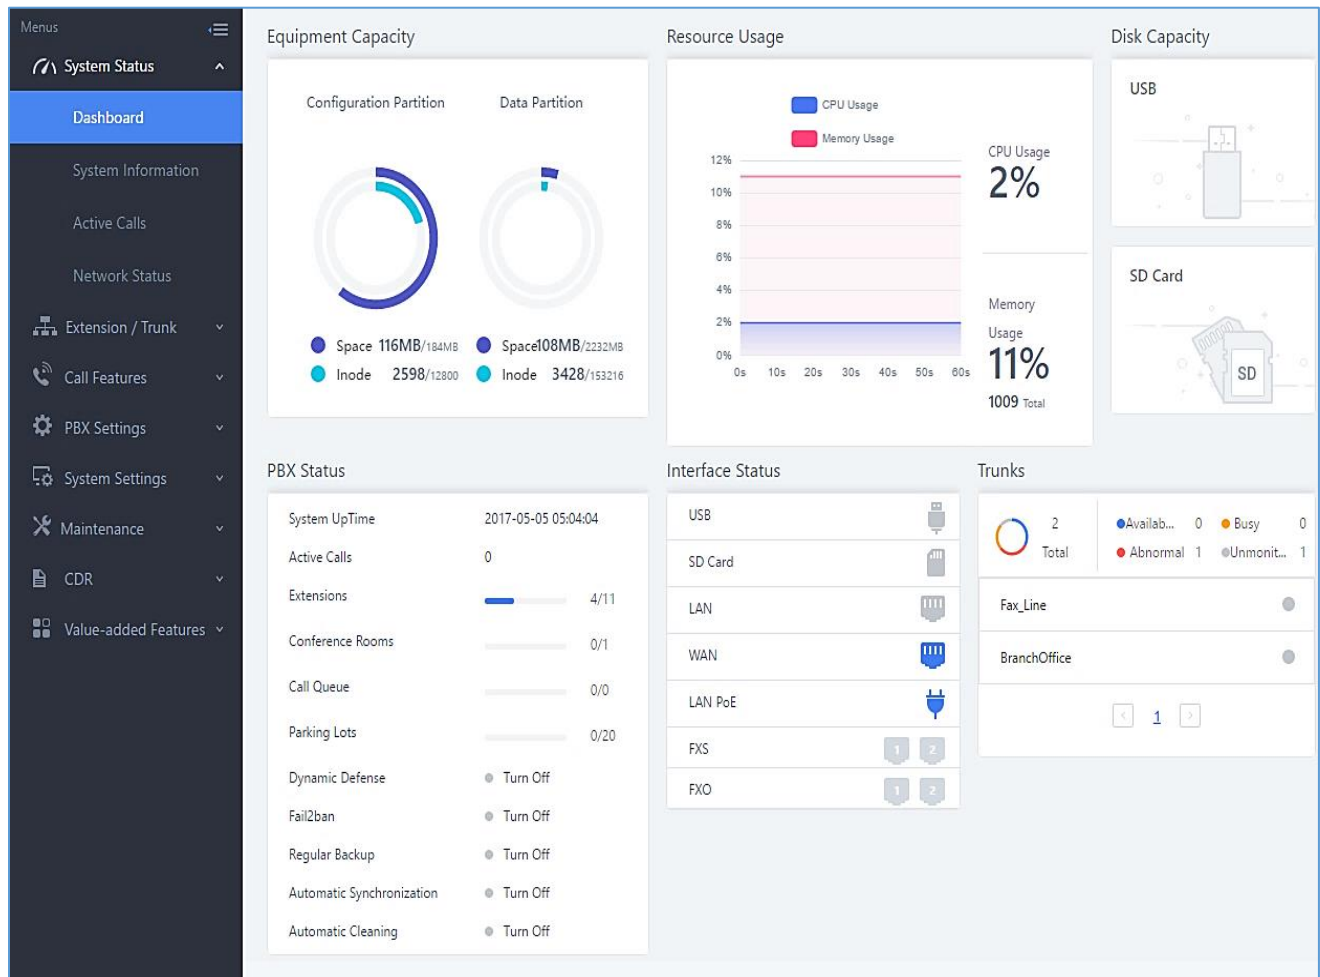 Menus
System Status
Dashboard
System Information
Active Calls
Network Status
Extension / Trunk
Call Features
PBX Settings
System Settings
Maintenance
CDR
Value-added Features
Equipment Capacity
Configuration Partition
Data Partition
Space 116MB/184MB
Inode 2598/12800
Space108MB/2232MB
Inode 3428/153216
Resource Usage
CPU Usage
Memory Usage
12%
10%
8%
6%
4%
2%
0%
0s 10s 20s 30s 40s 50s 60s
CPU Usage
2%
Memory
Usage
11%
1009 Total
Disk Capacity
USB
SD Card
SD
PBX Status
System UpTime 2017-05-05 05:04:04
Active Calls 0
Extensions 4/11
Conference Rooms 0/1
Call Queue 0/0
Parking Lots 0/20
Dynamic Defense Turn Off
Fail2ban Turn Off
Regular Backup Turn Off
Automatic Synchronization Turn Off
Automatic Cleaning Turn Off
Interface Status
USB
SD Card
LAN
WAN
LAN PoE
FXS 1 2
FXO 1 2
Trunks
2
Total
Availab... 0 Busy 0
Abnormal 1 Unmonit... 1
Fax_Line
BranchOffice
< 1 >